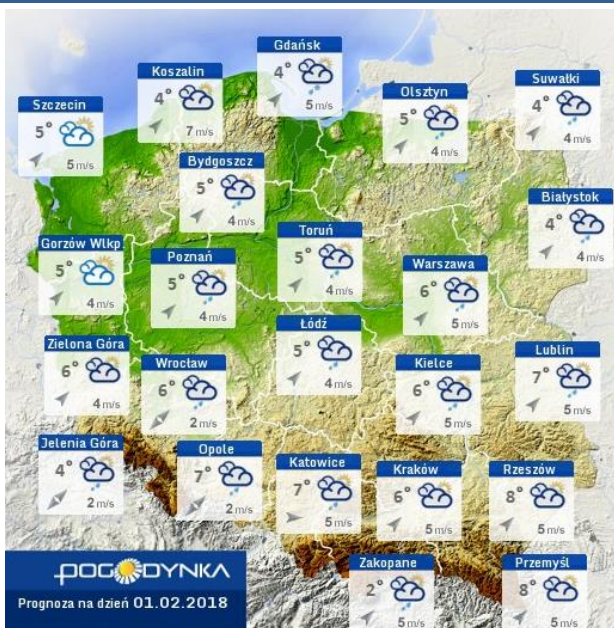 Gdańsk
4°
5 m/s
Koszalin
4°
7 m/s
Suwałki
4°
4 m/s
Olsztyn
5°
4 m/s
Szczecin
5°
5 m/s
Bydgoszcz
5°
4 m/s
Białystok
4°
4 m/s
Toruń
5°
4 m/s
Gorzów Wlkp
5°
4 m/s
Poznań
5°
4 m/s
Warszawa
6°
5 m/s
Łódź
5°
4 m/s
Zielona Góra
6°
4 m/s
Wrocław
6°
2 m/s
Kielce
6°
5 m/s
Lublin
7°
5 m/s
Jelenia Góra
4°
2 m/s
Opole
7°
2 m/s
Katowice
7°
5 m/s
Kraków
6°
5 m/s
Rzeszów
8°
5 m/s
Zakopane
2°
5 m/s
Przemyśl
8°
5 m/s
POGODYNKA
Prognoza na dzień 01.02.2018